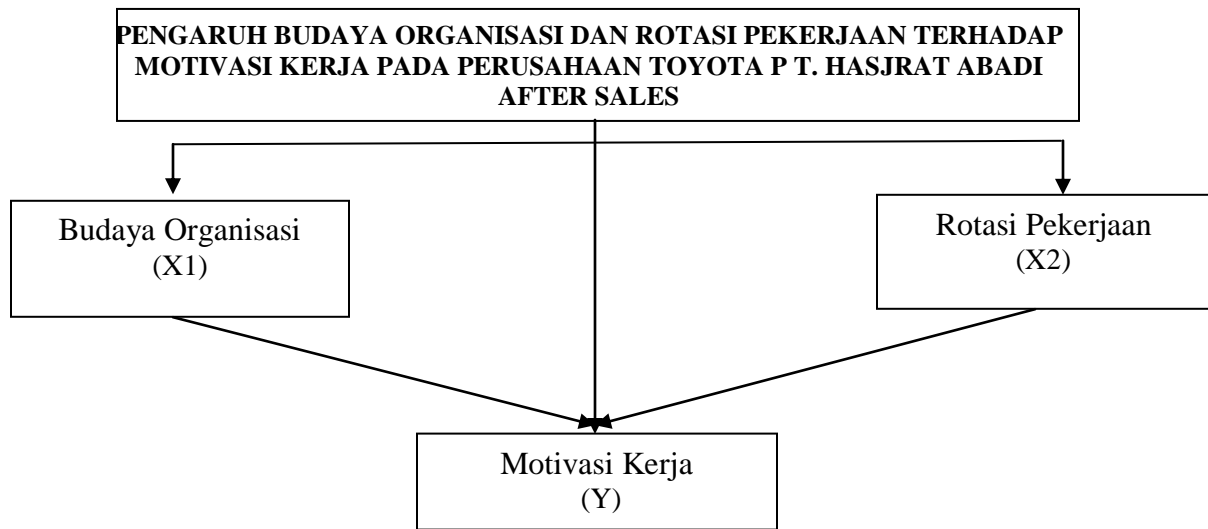 PENGARUH BUDAYA ORGANISASI DAN ROTASI PEKERJAAN TERHADAP
MOTIVASI KERJA PADA PERUSAHAAN TOYOTA P T. HASJRAT ABADI
AFTER SALES
Budaya Organisasi
(X1)
Rotasi Pekerjaan
(X2)
Motivasi Kerja
(Y)